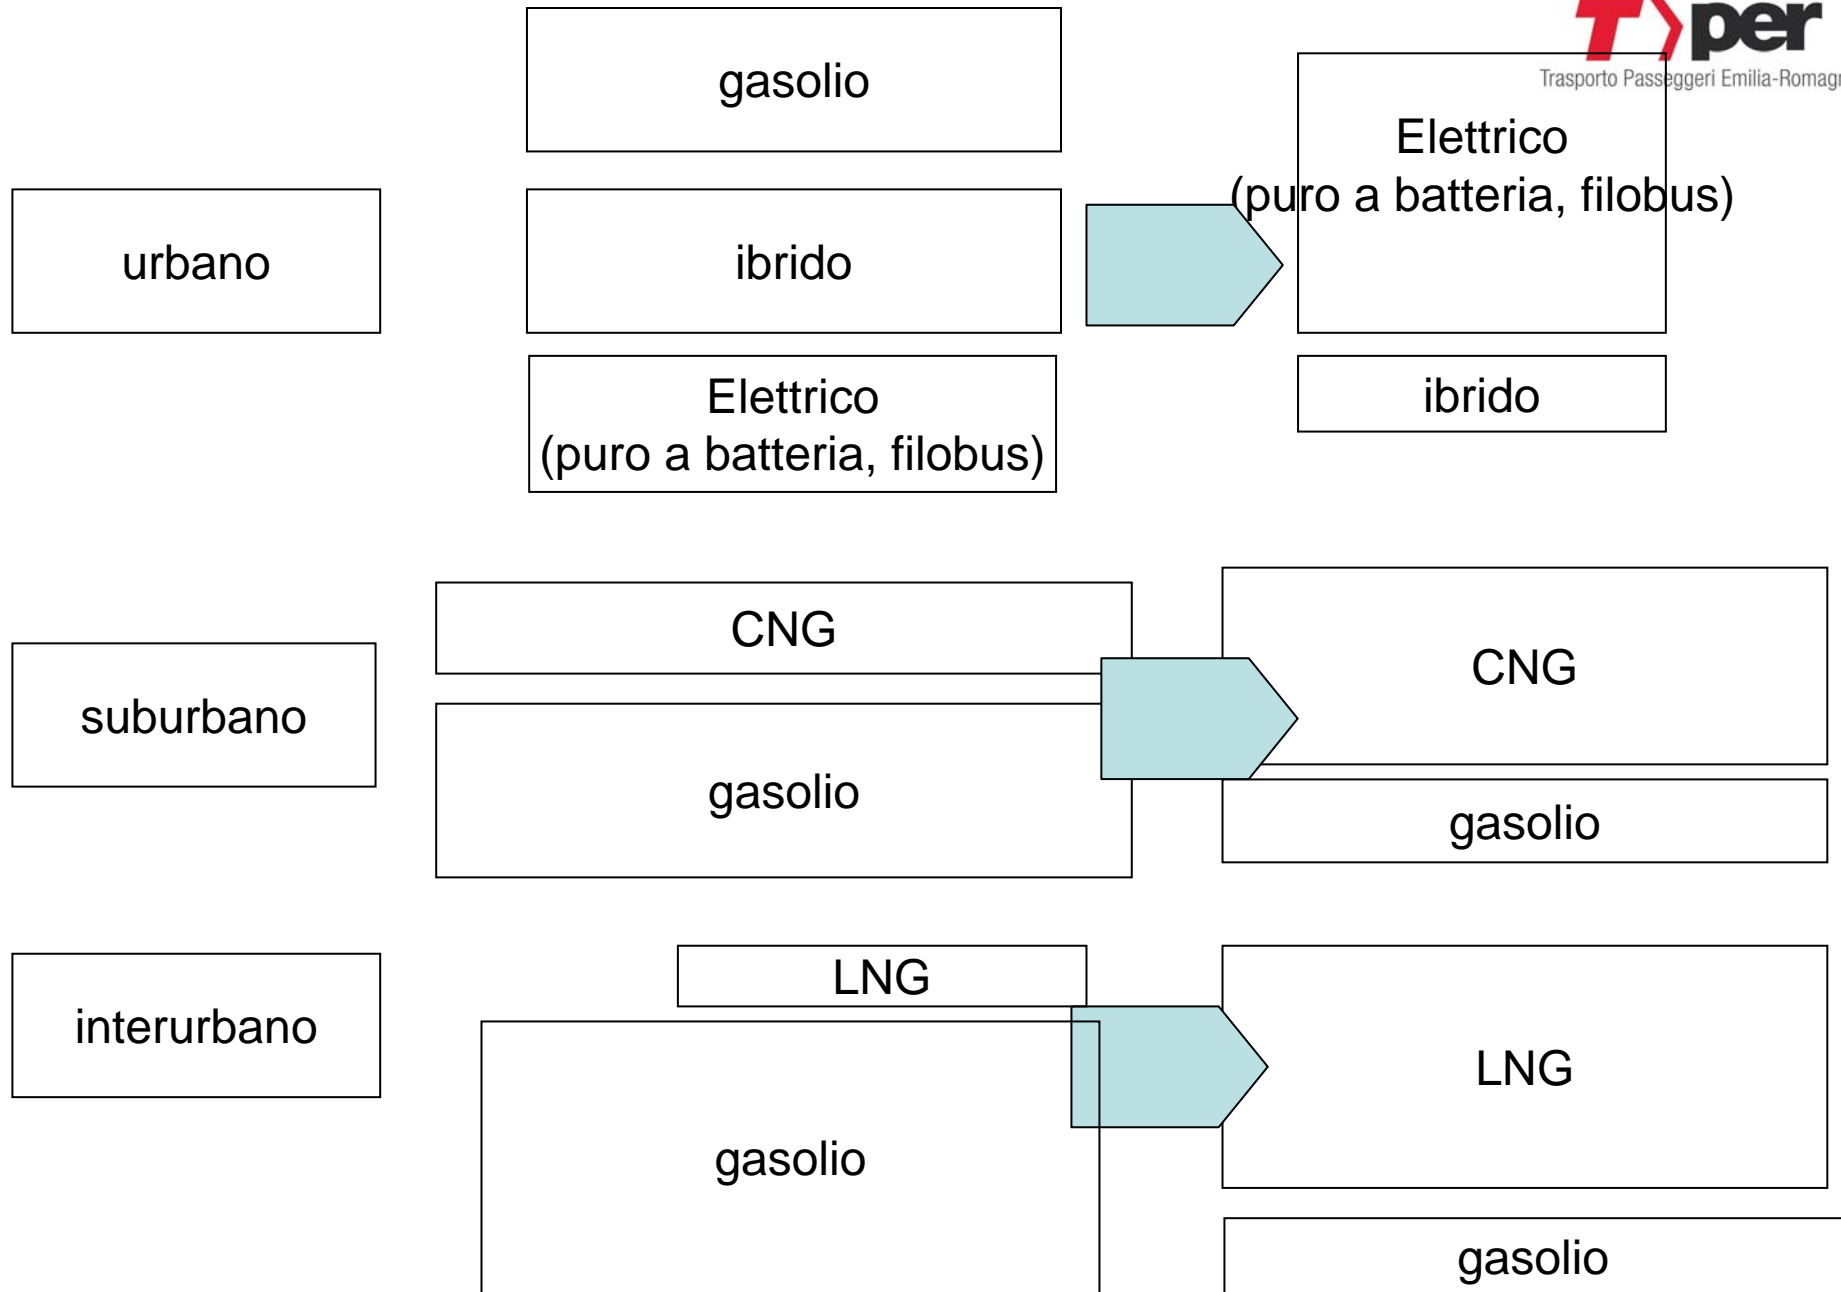 Tper
Trasporto Passeggeri Emilia-Romagn
urbano
gasolio
ibrido
Elettrico
(puro a batteria, filobus)
Elettrico
(puro a batteria, filobus)
ibrido
suburbano
CNG
gasolio
CNG
gasolio
interurbano
LNG
gasolio
LNG
gasolio